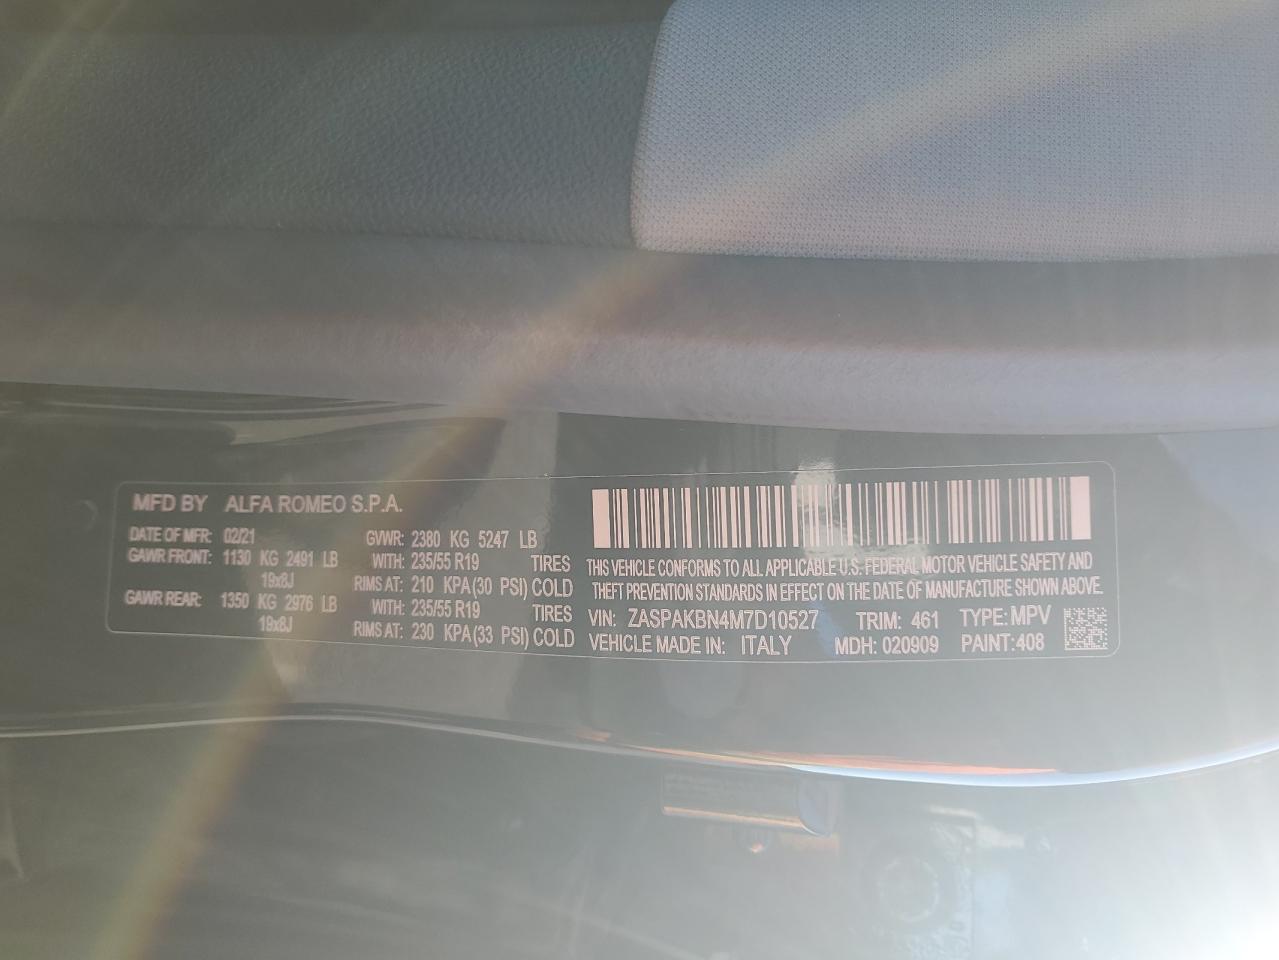 MFD BY ALFA ROMEO S.P.A.
DATE OF MFR: 02/21 GVWR: 2380 KG 5247 LB
GAWR FRONT: 1130 KG 2491 LB WITH: 235/55 R19 TIRES
19x8J RIMS AT: 210 KPA(30 PSI) COLD
GAWR REAR: 1350 KG 2976 LB WITH: 235/55 R19 TIRES
19x8J RIMS AT: 230 KPA(33 PSI) COLD
THIS VEHICLE CONFORMS TO ALL APPLICABLE U.S. FEDERAL MOTOR VEHICLE SAFETY AND
THEFT PREVENTION STANDARDS IN EFFECT ON THE DATE OF MANUFACTURE SHOWN ABOVE.
VIN: ZASPAKBN4M7D10527 TRIM: 461 TYPE: MPV
VEHICLE MADE IN: ITALY MDH: 020909 PAINT:408